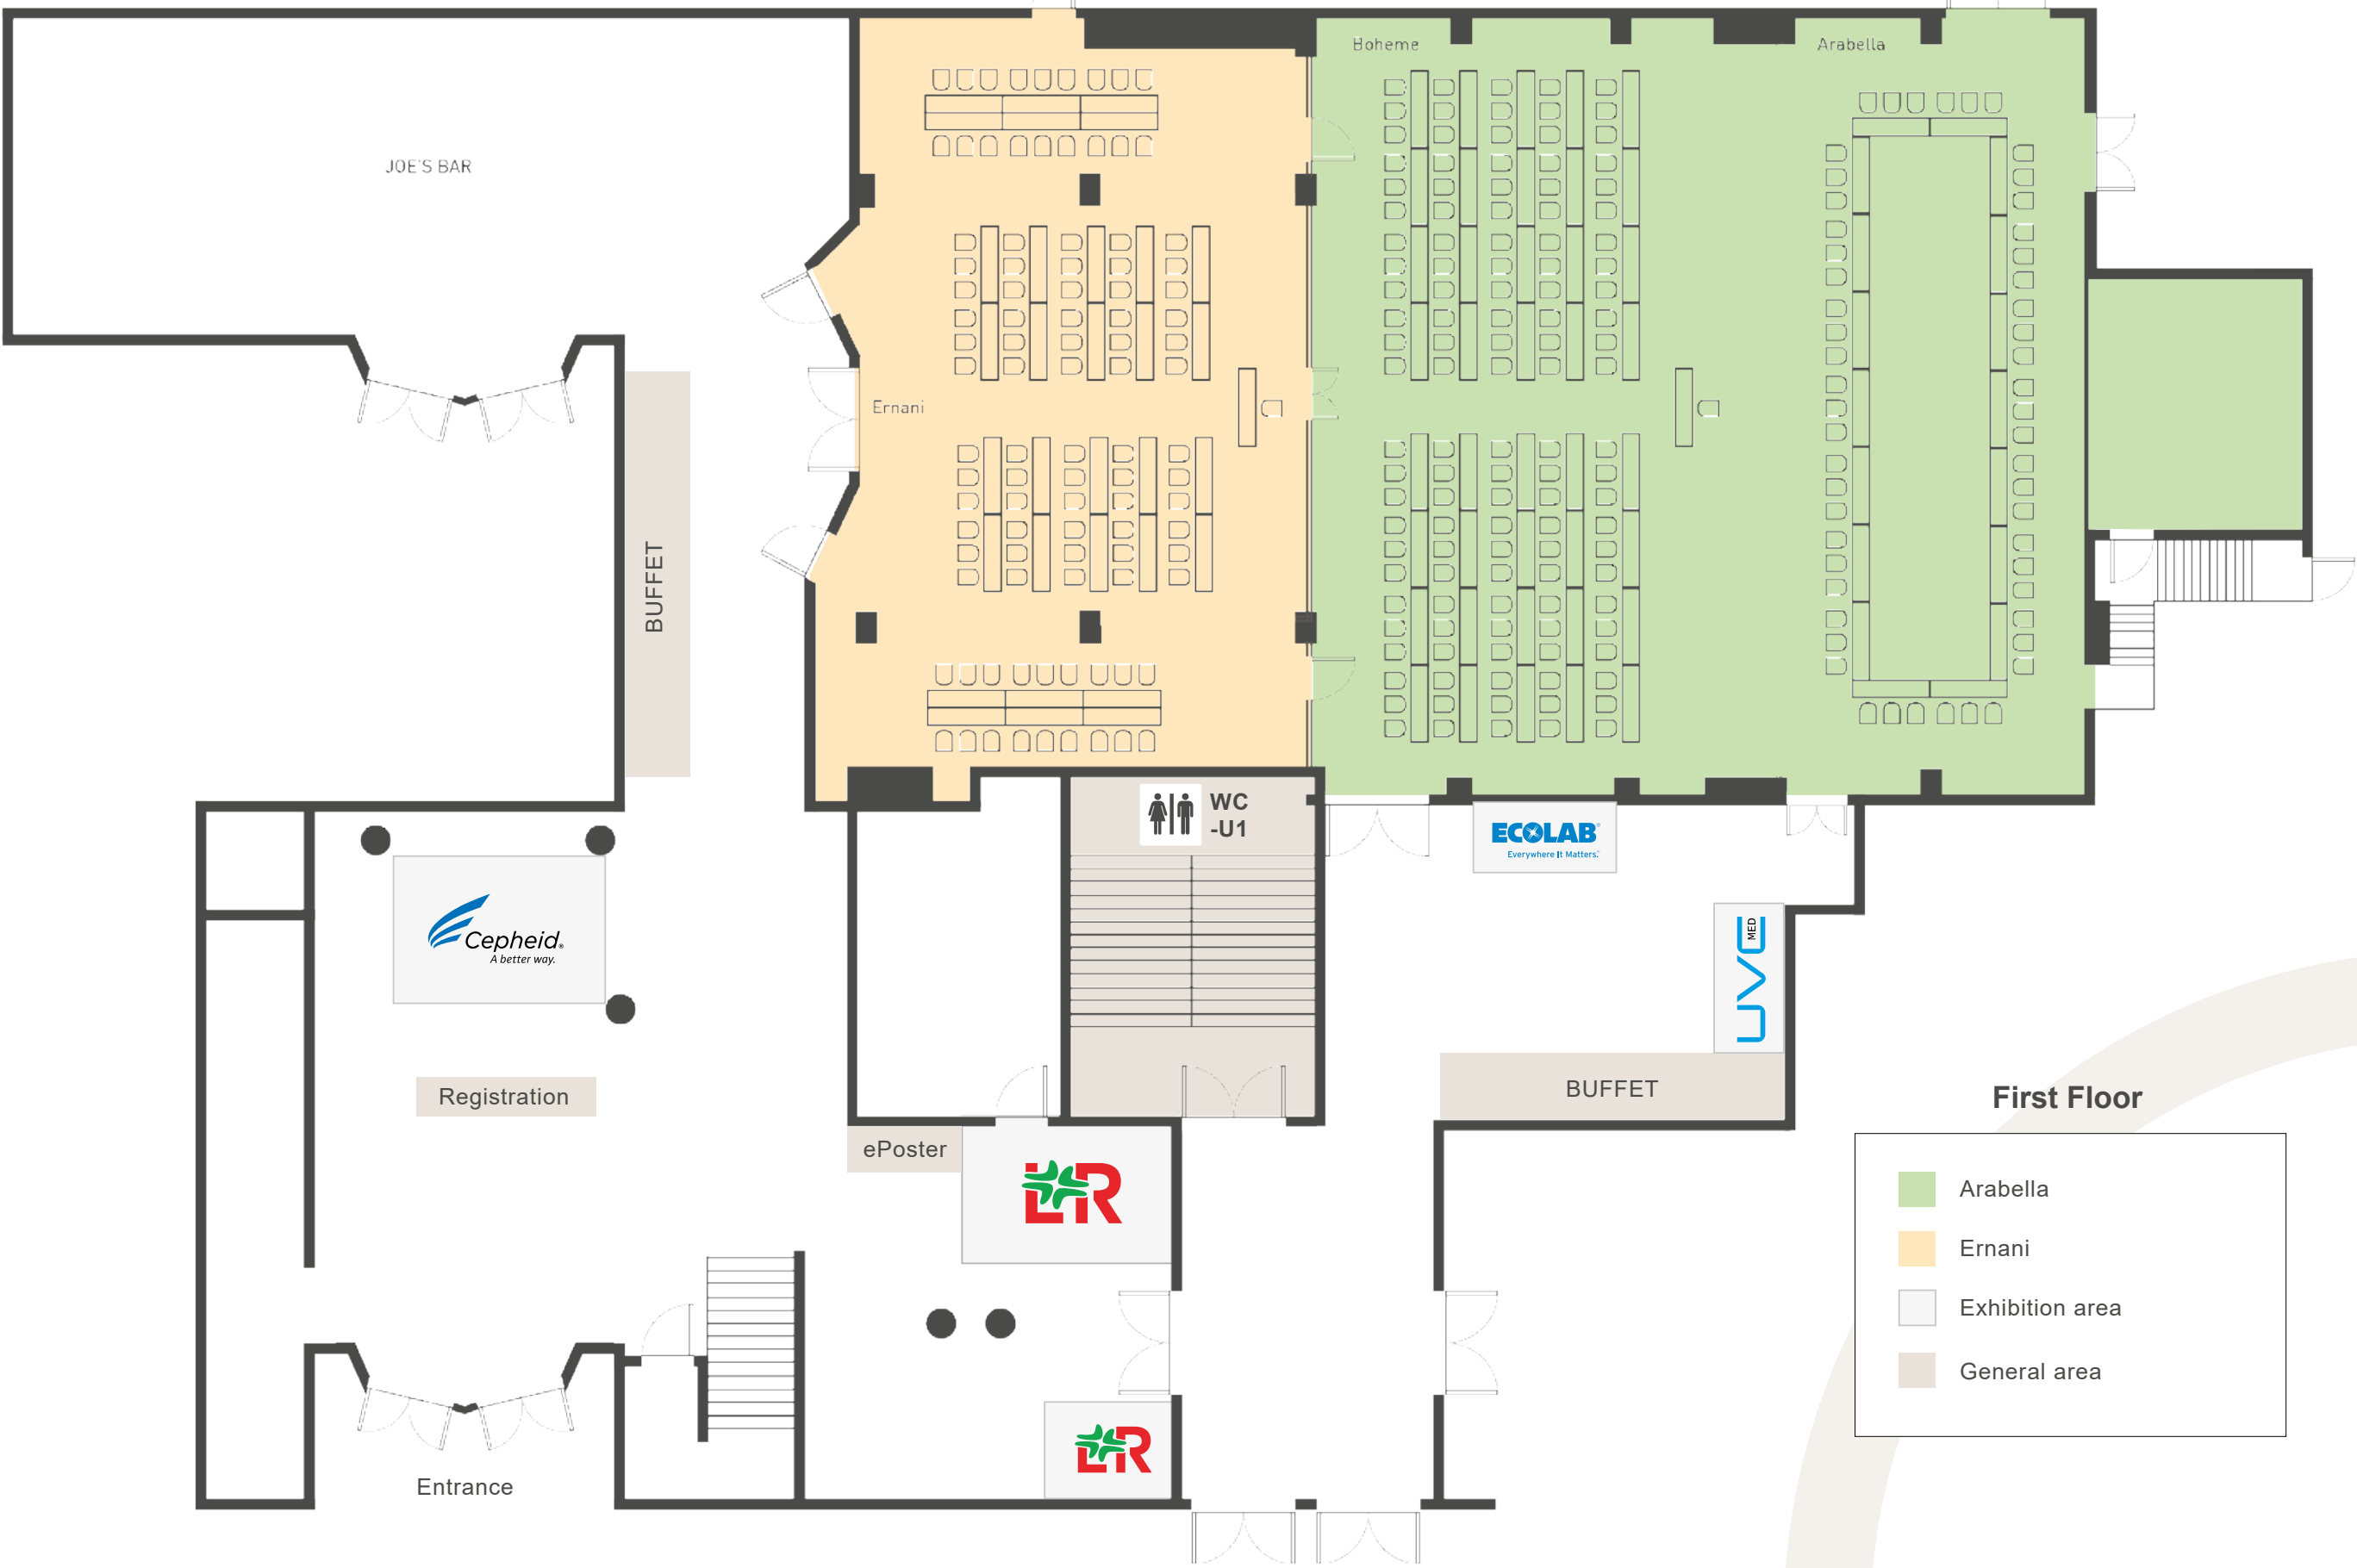 Boheme
Arabella
JOE'S BAR
Ernani
BUFFET
WC
-U1
ECOLAB®
Everywhere It Matters.™
Cepheid®
A better way.
UVC MED
Registration
BUFFET
ePoster
L&R
L&R
Entrance
First Floor
Arabella
Ernani
Exhibition area
General area